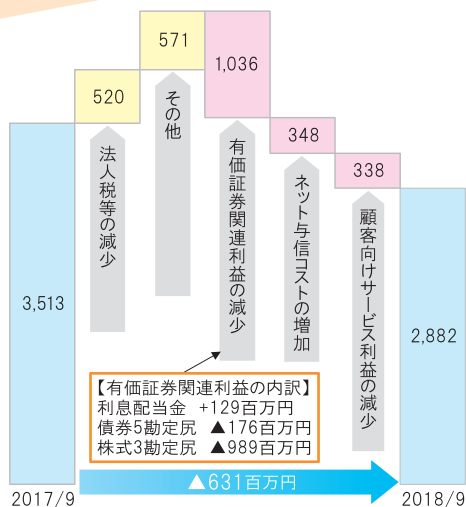 571
520
1,036
その他
348
法人税等の減少
338
有価証券関連利益の減少
ネット与信コストの増加
顧客向けサービス利益の減少
3,513
2,882
【有価証券関連利益の内訳】
利息配当金 +129百万円
債券5勘定尻 ▲176百万円
株式3勘定尻 ▲989百万円
▲631百万円
2017/9
2018/9